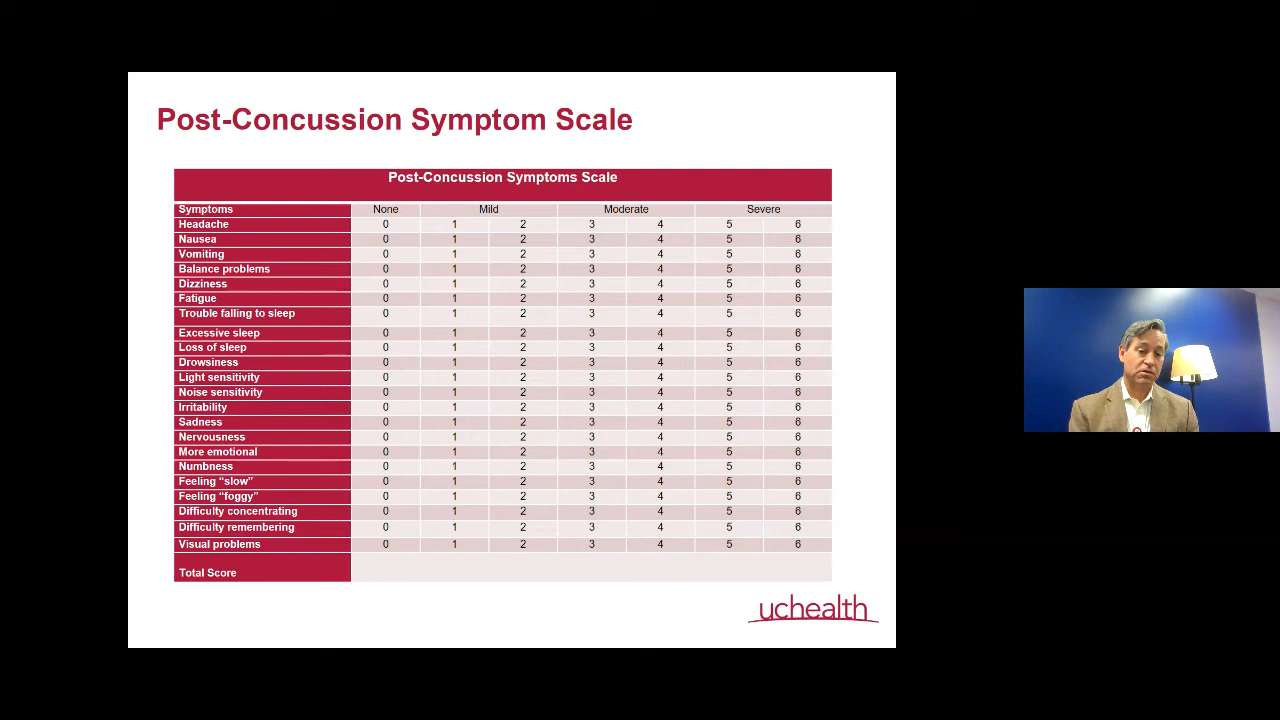 Post-Concussion Symptom Scale
Post-Concussion Symptoms Scale
Symptoms None Mild Moderate Severe
Headache 0 1 2 3 4 5 6
Nausea 0 1 2 3 4 5 6
Vomiting 0 1 2 3 4 5 6
Balance problems 0 1 2 3 4 5 6
Dizziness 0 1 2 3 4 5 6
Fatigue 0 1 2 3 4 5 6
Trouble falling to sleep 0 1 2 3 4 5 6
Excessive sleep 0 1 2 3 4 5 6
Loss of sleep 0 1 2 3 4 5 6
Drowsiness 0 1 2 3 4 5 6
Light sensitivity 0 1 2 3 4 5 6
Noise sensitivity 0 1 2 3 4 5 6
Irritability 0 1 2 3 4 5 6
Sadness 0 1 2 3 4 5 6
Nervousness 0 1 2 3 4 5 6
More emotional 0 1 2 3 4 5 6
Numbness 0 1 2 3 4 5 6
Feeling “slow” 0 1 2 3 4 5 6
Feeling “foggy” 0 1 2 3 4 5 6
Difficulty concentrating 0 1 2 3 4 5 6
Difficulty remembering 0 1 2 3 4 5 6
Visual problems 0 1 2 3 4 5 6
Total Score
uchealth